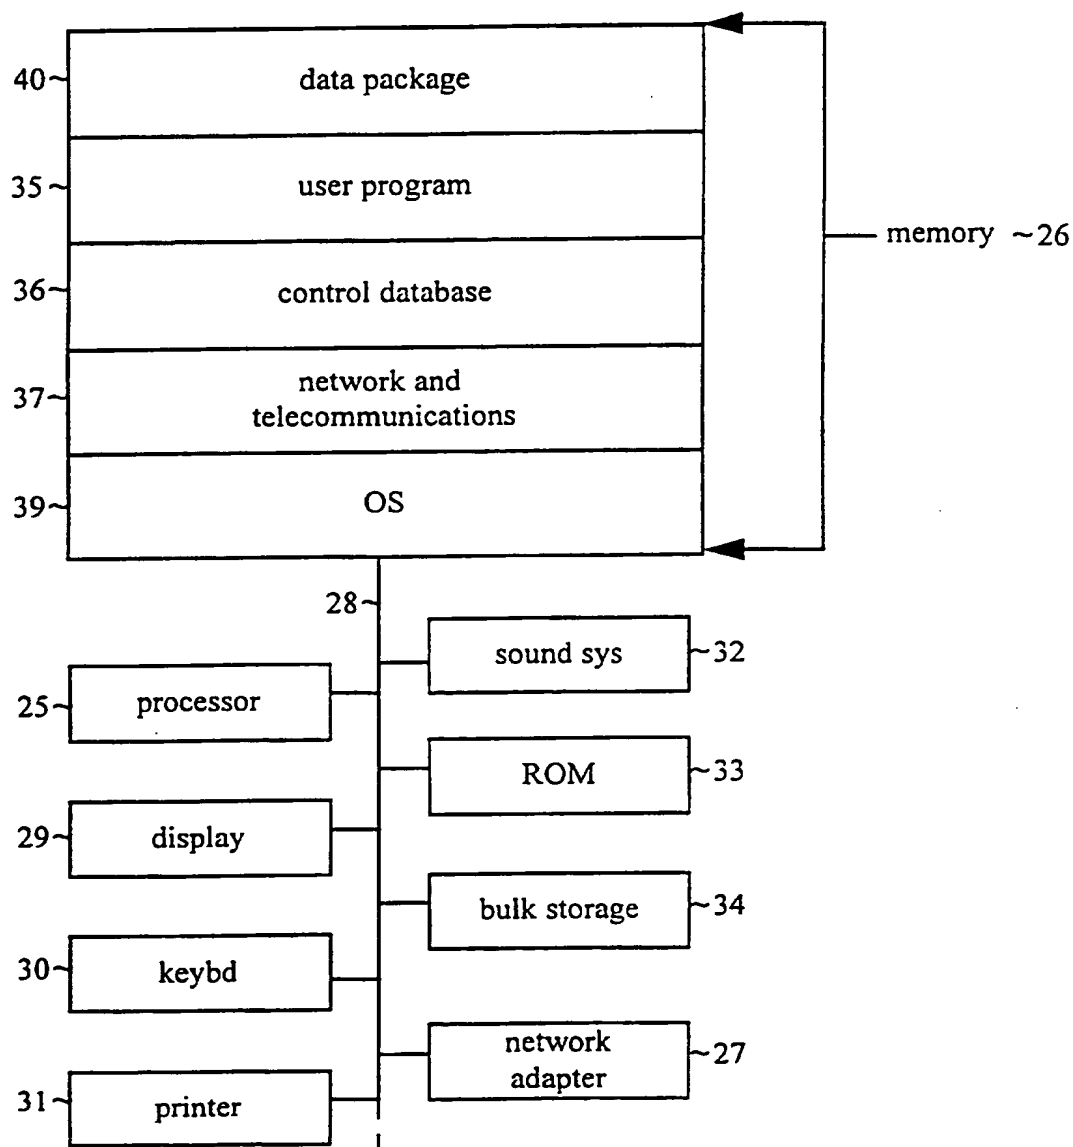 40~ data package
35~ user program
memory ~26
36~ control database
37~ network and
telecommunications
39~ OS
28~
sound sys ~32
25~ processor
ROM ~33
29~ display
bulk storage ~34
30~ keybd
network
adapter ~27
31~ printer